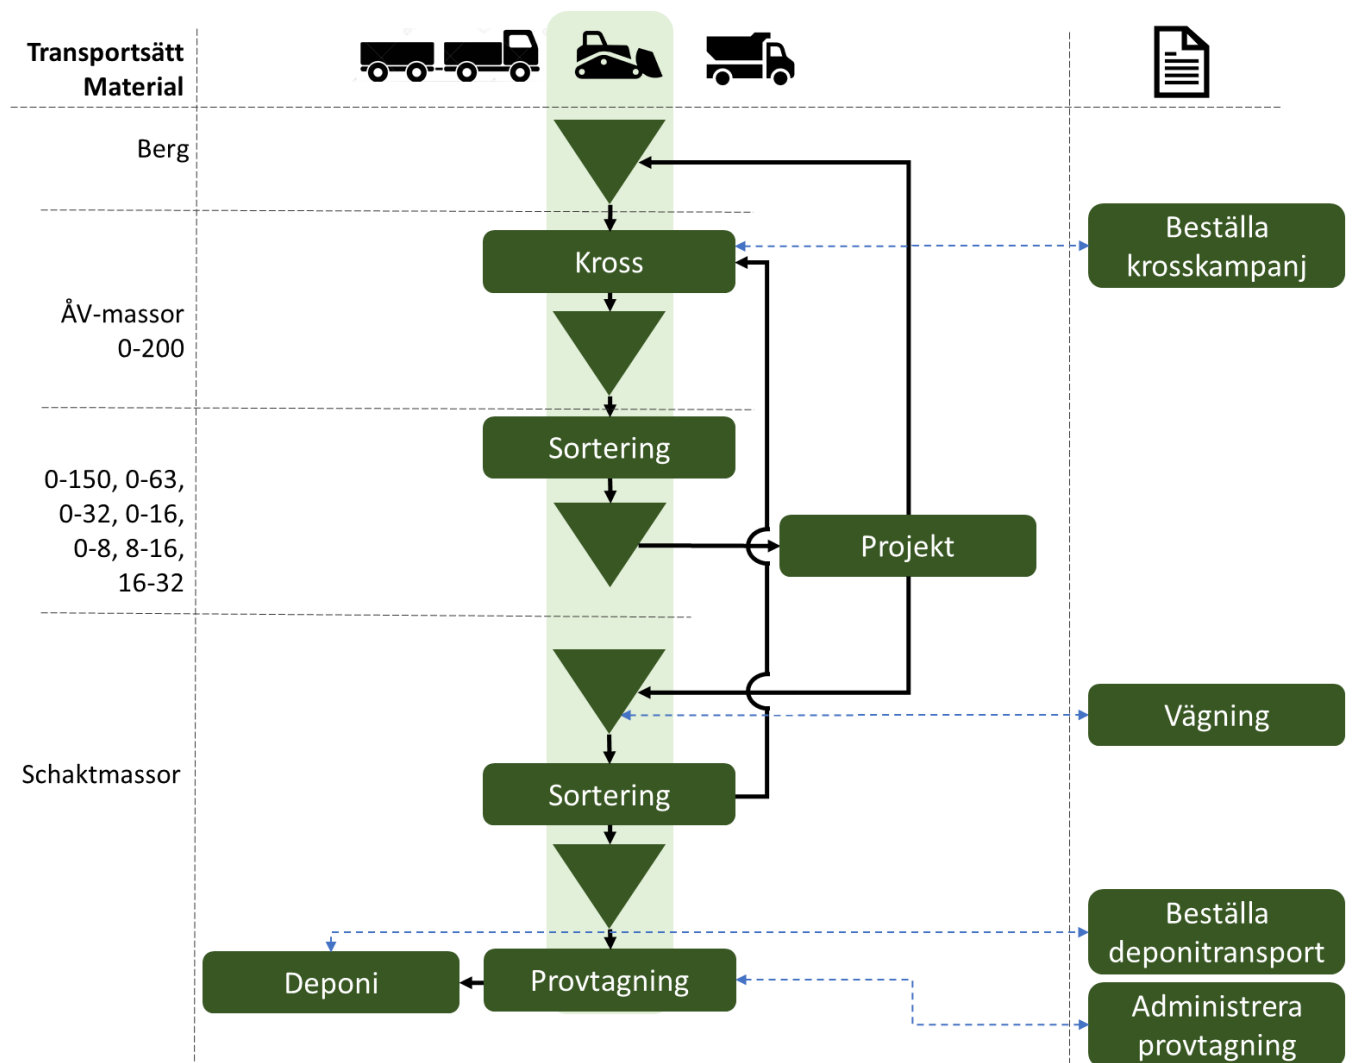 Transportsätt
Material
Berg
Kross
Beställa
krosskampanj
ÅV-massor
0-200
Sortering
0-150, 0-63,
0-32, 0-16,
0-8, 8-16,
16-32
Projekt
Vägning
Schaktmassor
Sortering
Beställa
deponitransport
Deponi
Provtagning
Administrera
provtagning